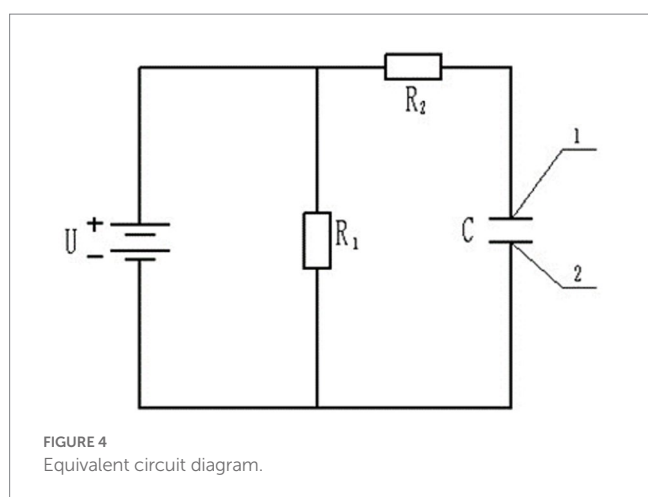 R₂
1
+
U
−
R₁
C
2
FIGURE 4
Equivalent circuit diagram.